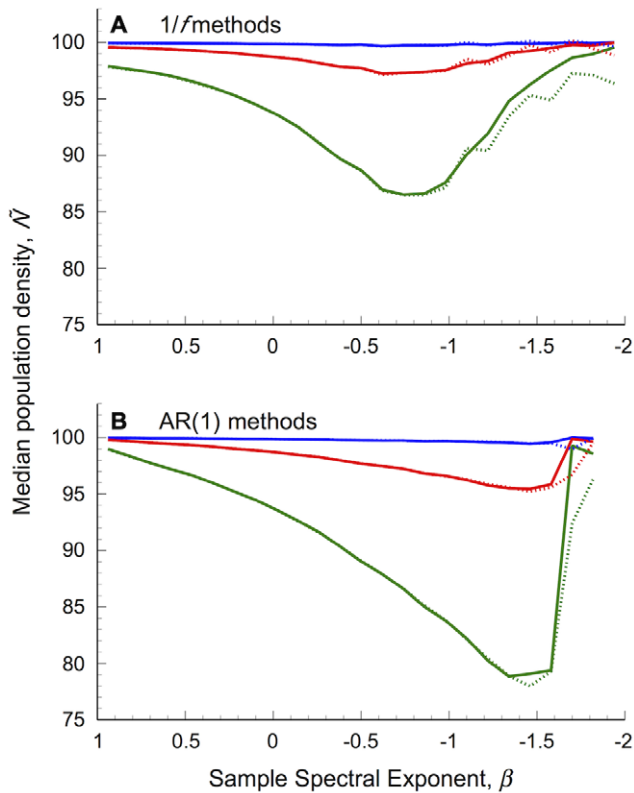 A 1/f methods
100
95
90
85
80
75
1 0.5 0 -0.5 -1 -1.5 -2
Median population density, Ñ
B AR(1) methods
100
95
90
85
80
75
1 0.5 0 -0.5 -1 -1.5 -2
Sample Spectral Exponent, β